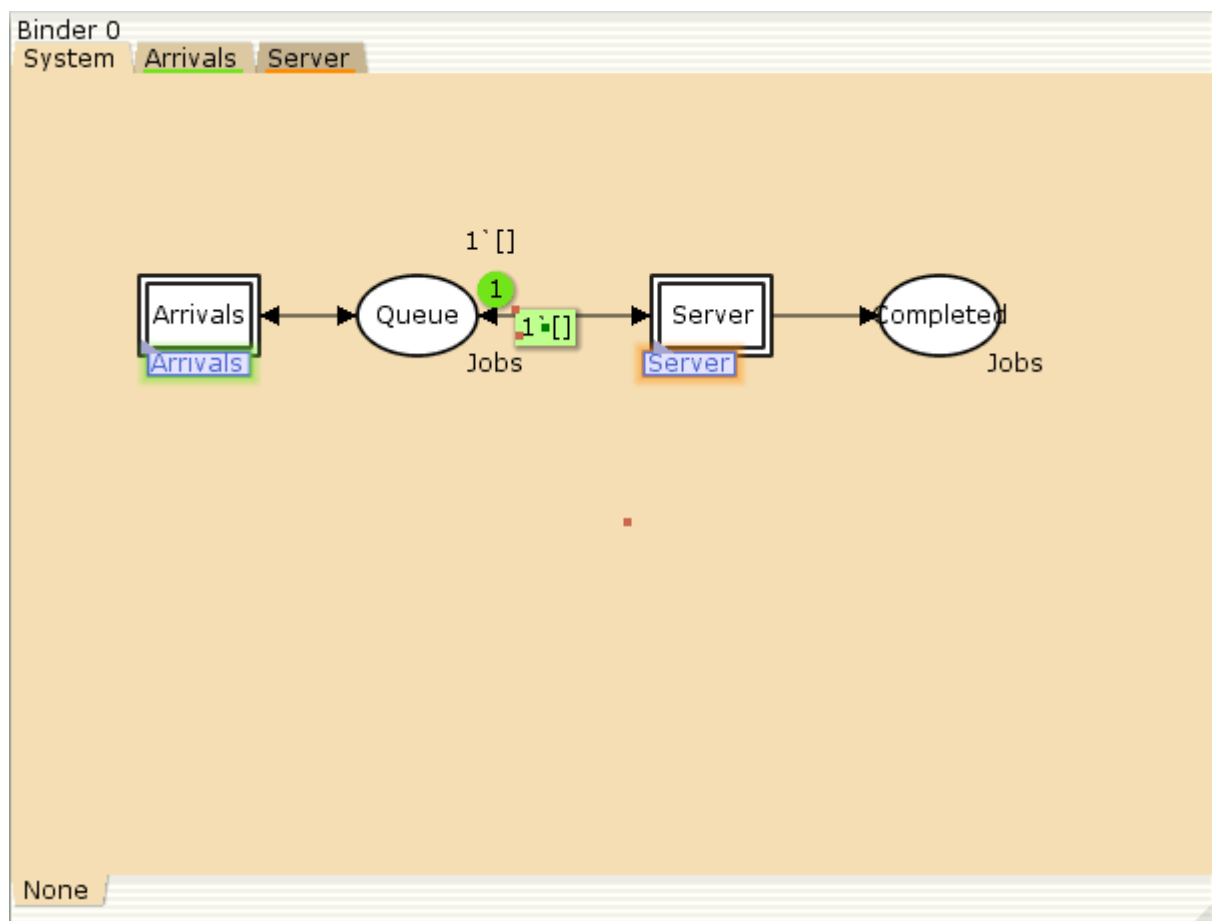 Binder 0
System Arrivals Server
1`[]
1
Arrivals Queue 1`[] Server Completed
Arrivals Jobs Server Jobs
None